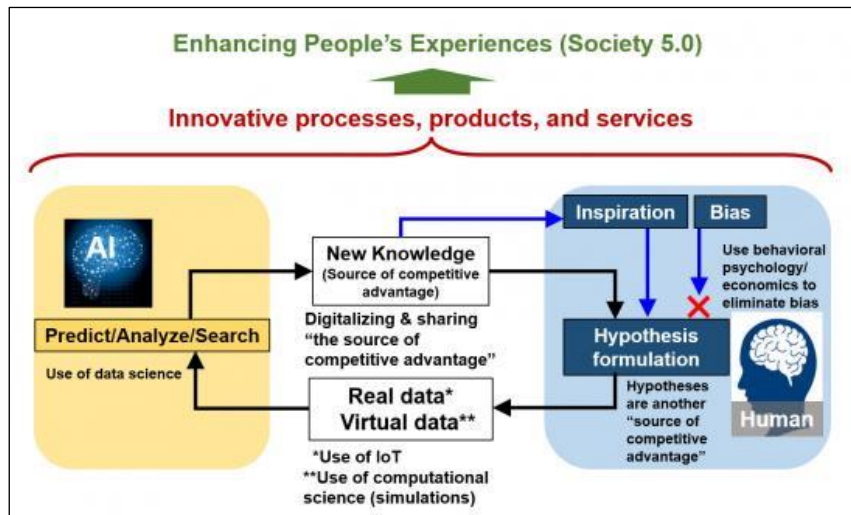 Enhancing People's Experiences (Society 5.0)
Innovative processes, products, and services
AI
Predict/Analyze/Search
Use of data science
New Knowledge
(Source of competitive
advantage)
Digitalizing & sharing
“the source of
competitive advantage”
Real data*
Virtual data**
*Use of IoT
**Use of computational
science (simulations)
Inspiration
Bias
Use behavioral
psychology/
economics to
eliminate bias
Hypothesis
formulation
Hypotheses
are another
“source of
competitive
advantage”
Human